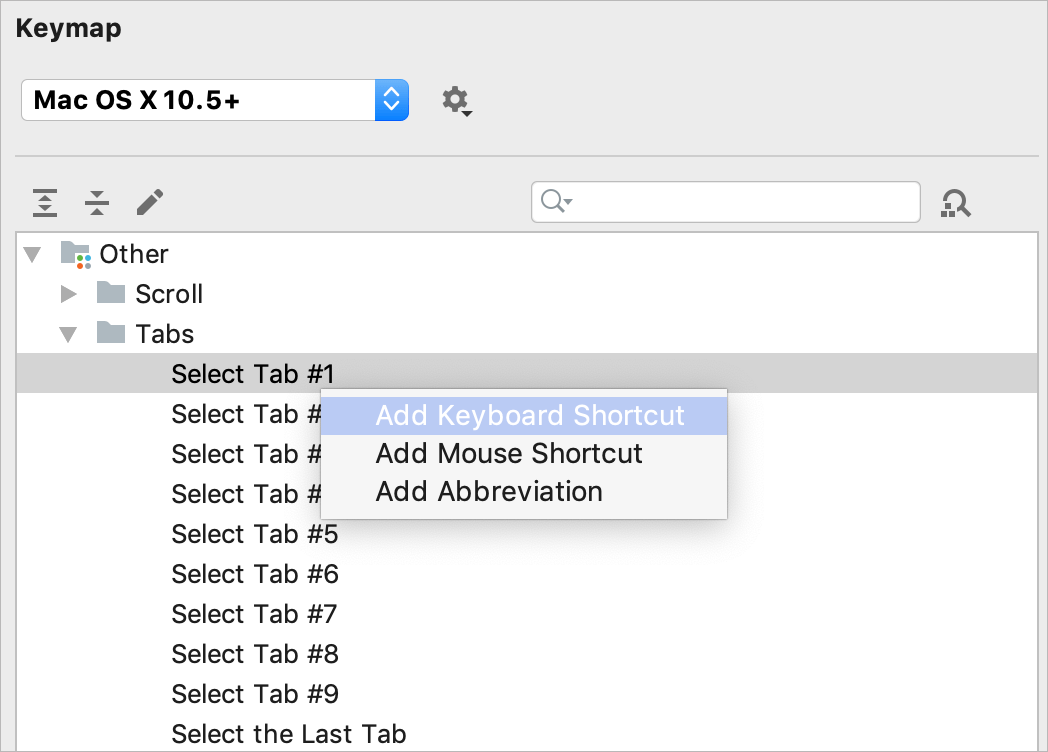 Keymap
Mac OS X 10.5+
Other
Scroll
Tabs
Select Tab #1
Select Tab #
Add Keyboard Shortcut
Select Tab #
Add Mouse Shortcut
Select Tab #
Add Abbreviation
Select Tab #5
Select Tab #6
Select Tab #7
Select Tab #8
Select Tab #9
Select the Last Tab